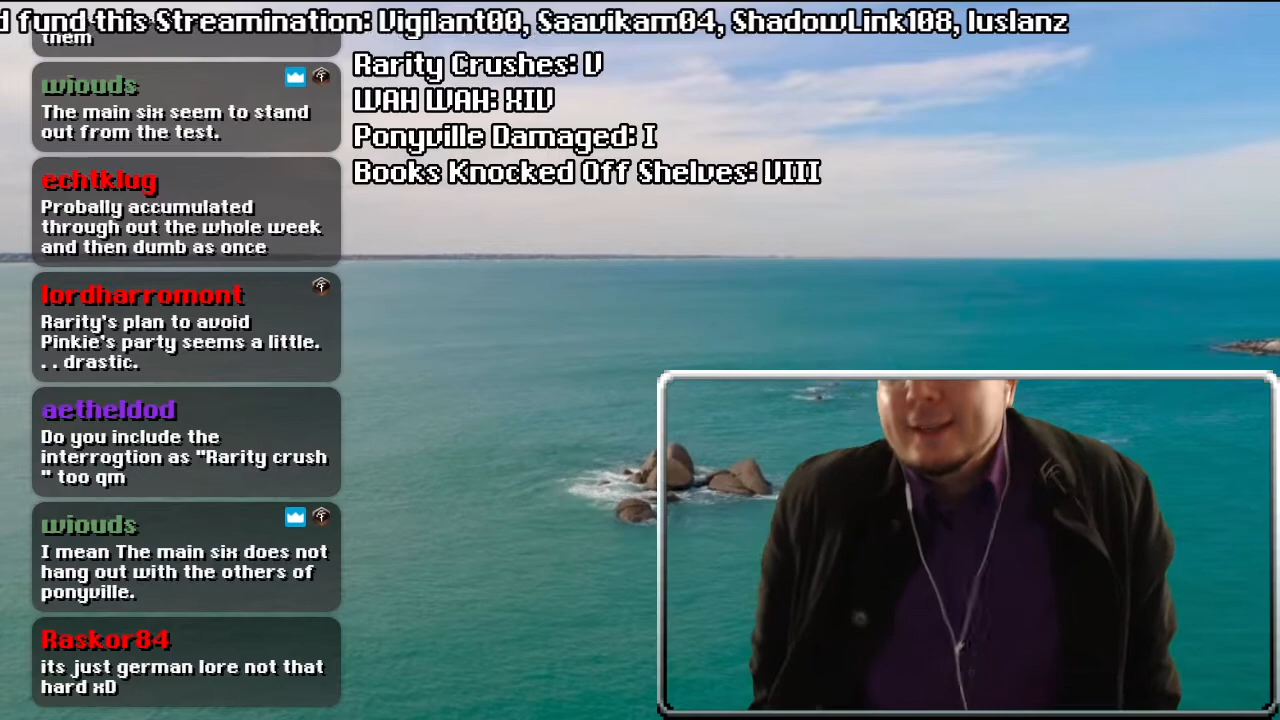 d fund this Streamination: Vigilant00, Saavikam04, ShadowLink108, luslanz
them
wiouds
The main six seem to stand
out from the test.
echtklug
Probally accumulated
through out the whole week
and then dumb as once
lordharromont
Rarity's plan to avoid
Pinkie's party seems a little.
. . drastic.
aetheldod
Do you include the
interrogtion as "Rarity crush
" too qm
wiouds
I mean The main six does not
hang out with the others of
ponyville.
Raskor84
its just german lore not that
hard xD
Rarity Crushes: V
WAH WAH: XIV
Ponyville Damaged: I
Books Knocked Off Shelves: VIII